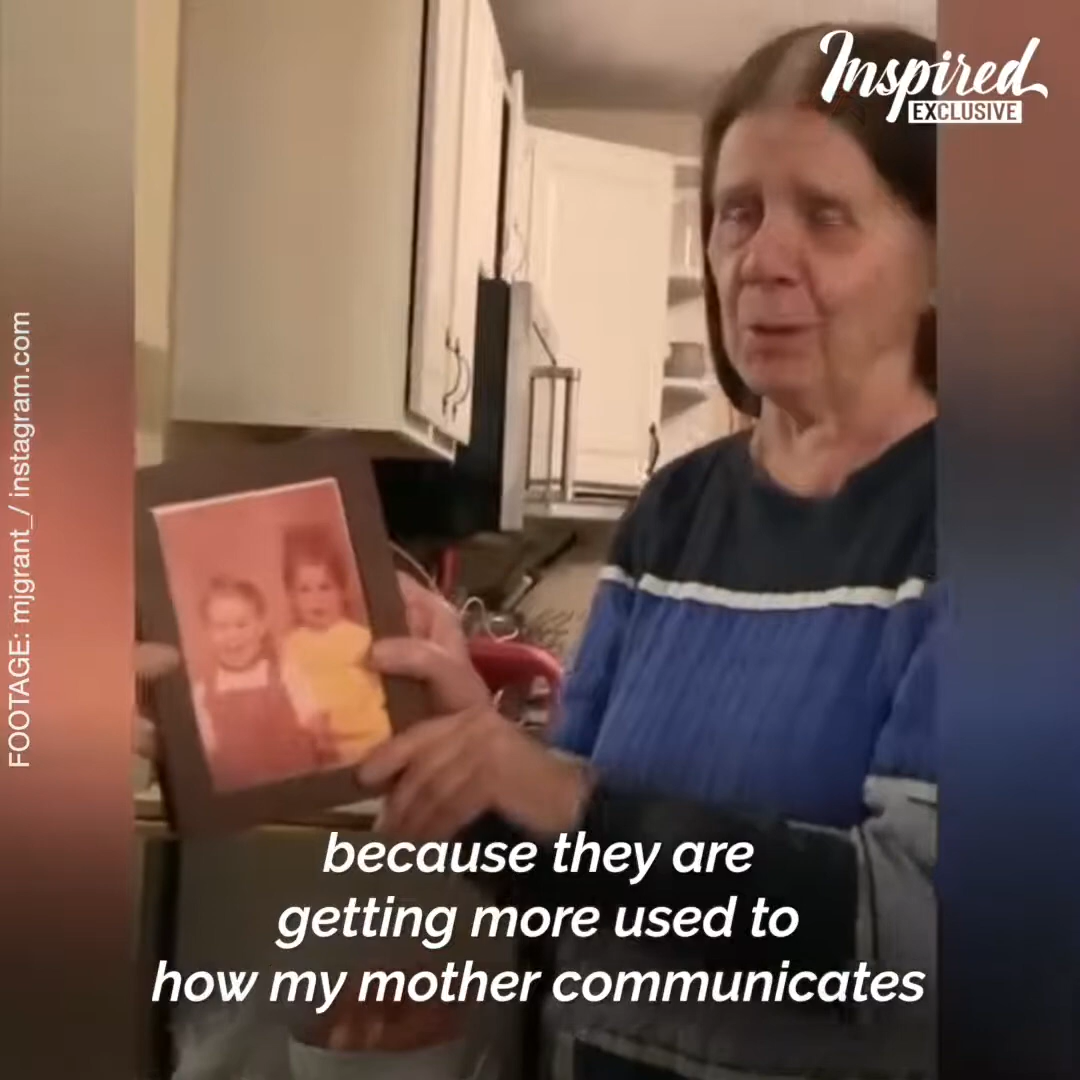 Inspired
EXCLUSIVE
FOOTAGE: mjgrant_/ instagram.com
because they are
getting more used to
how my mother communicates